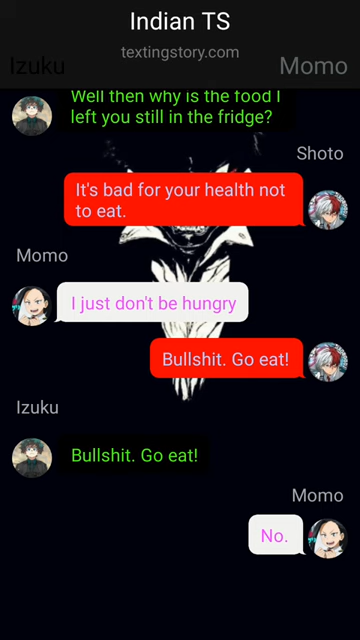 Indian TS
textingstory.com
Izuku
Momo
Well then why is the food I
left you still in the fridge?
Shoto
It's bad for your health not
to eat.
Momo
I just don't be hungry
Bullshit. Go eat!
Izuku
Bullshit. Go eat!
Momo
No.